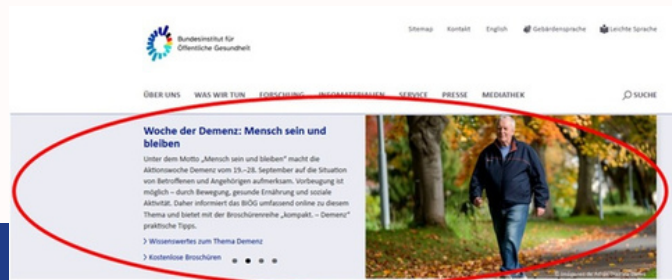 Bundesinstitut für
Öffentliche Gesundheit
Sitemap Kontakt English Gebärdensprache Leichte Sprache
ÜBER UNS WAS WIR TUN FORSCHUNG INFOMATERIALIEN SERVICE PRESSE MEDIATHEK SUCHE
Woche der Demenz: Mensch sein und
bleiben
Unter dem Motto „Mensch sein und bleiben" macht die
Aktionswoche Demenz vom 19.–28. September auf die Situation
von Betroffenen und Angehörigen aufmerksam. Vorbeugung ist
möglich – durch Bewegung, gesunde Ernährung und soziale
Aktivität. Daher informiert das BIÖG umfassend online zu diesem
Thema und bietet mit der Broschürenreihe „kompakt. – Demenz"
praktische Tipps.
Wissenswertes zum Thema Demenz
Kostenlose Broschüren